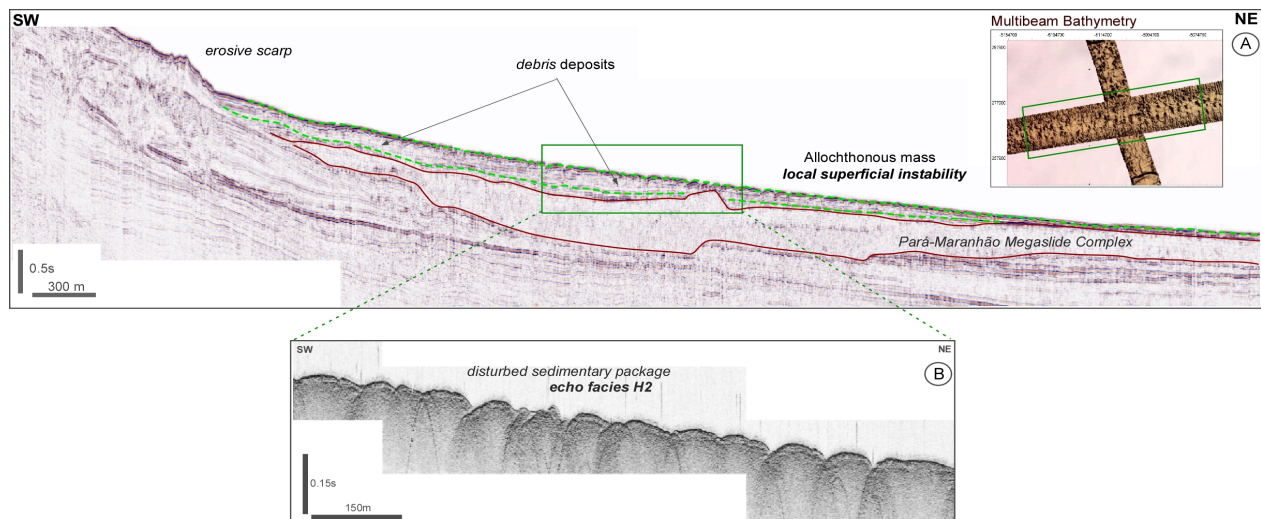 SW
NE
erosive scarp
debris deposits
Multibeam Bathymetry
A
Allochthonous mass
local superficial instability
Pará-Maranhão Megaslide Complex
0.5s
300 m
SW
NE
B
disturbed sedimentary package
echo facies H2
0.15s
150m